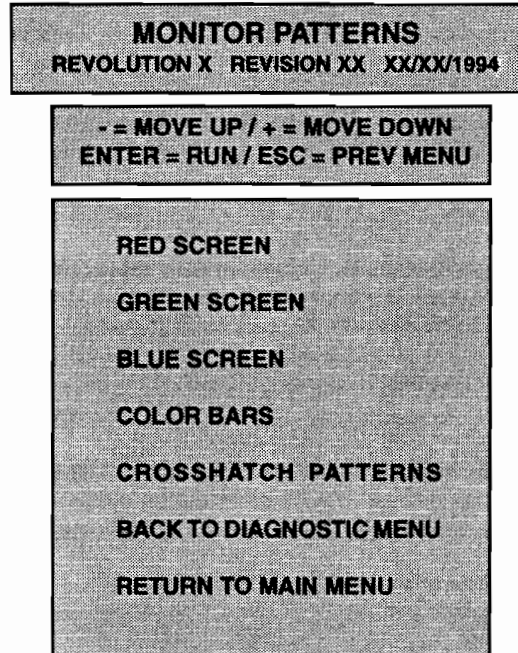 MONITOR PATTERNS
REVOLUTION X REVISION XX XX/XX/1994
- = MOVE UP / + = MOVE DOWN
ENTER = RUN / ESC = PREV MENU
RED SCREEN
GREEN SCREEN
BLUE SCREEN
COLOR BARS
CROSSHATCH PATTERNS
BACK TO DIAGNOSTIC MENU
RETURN TO MAIN MENU